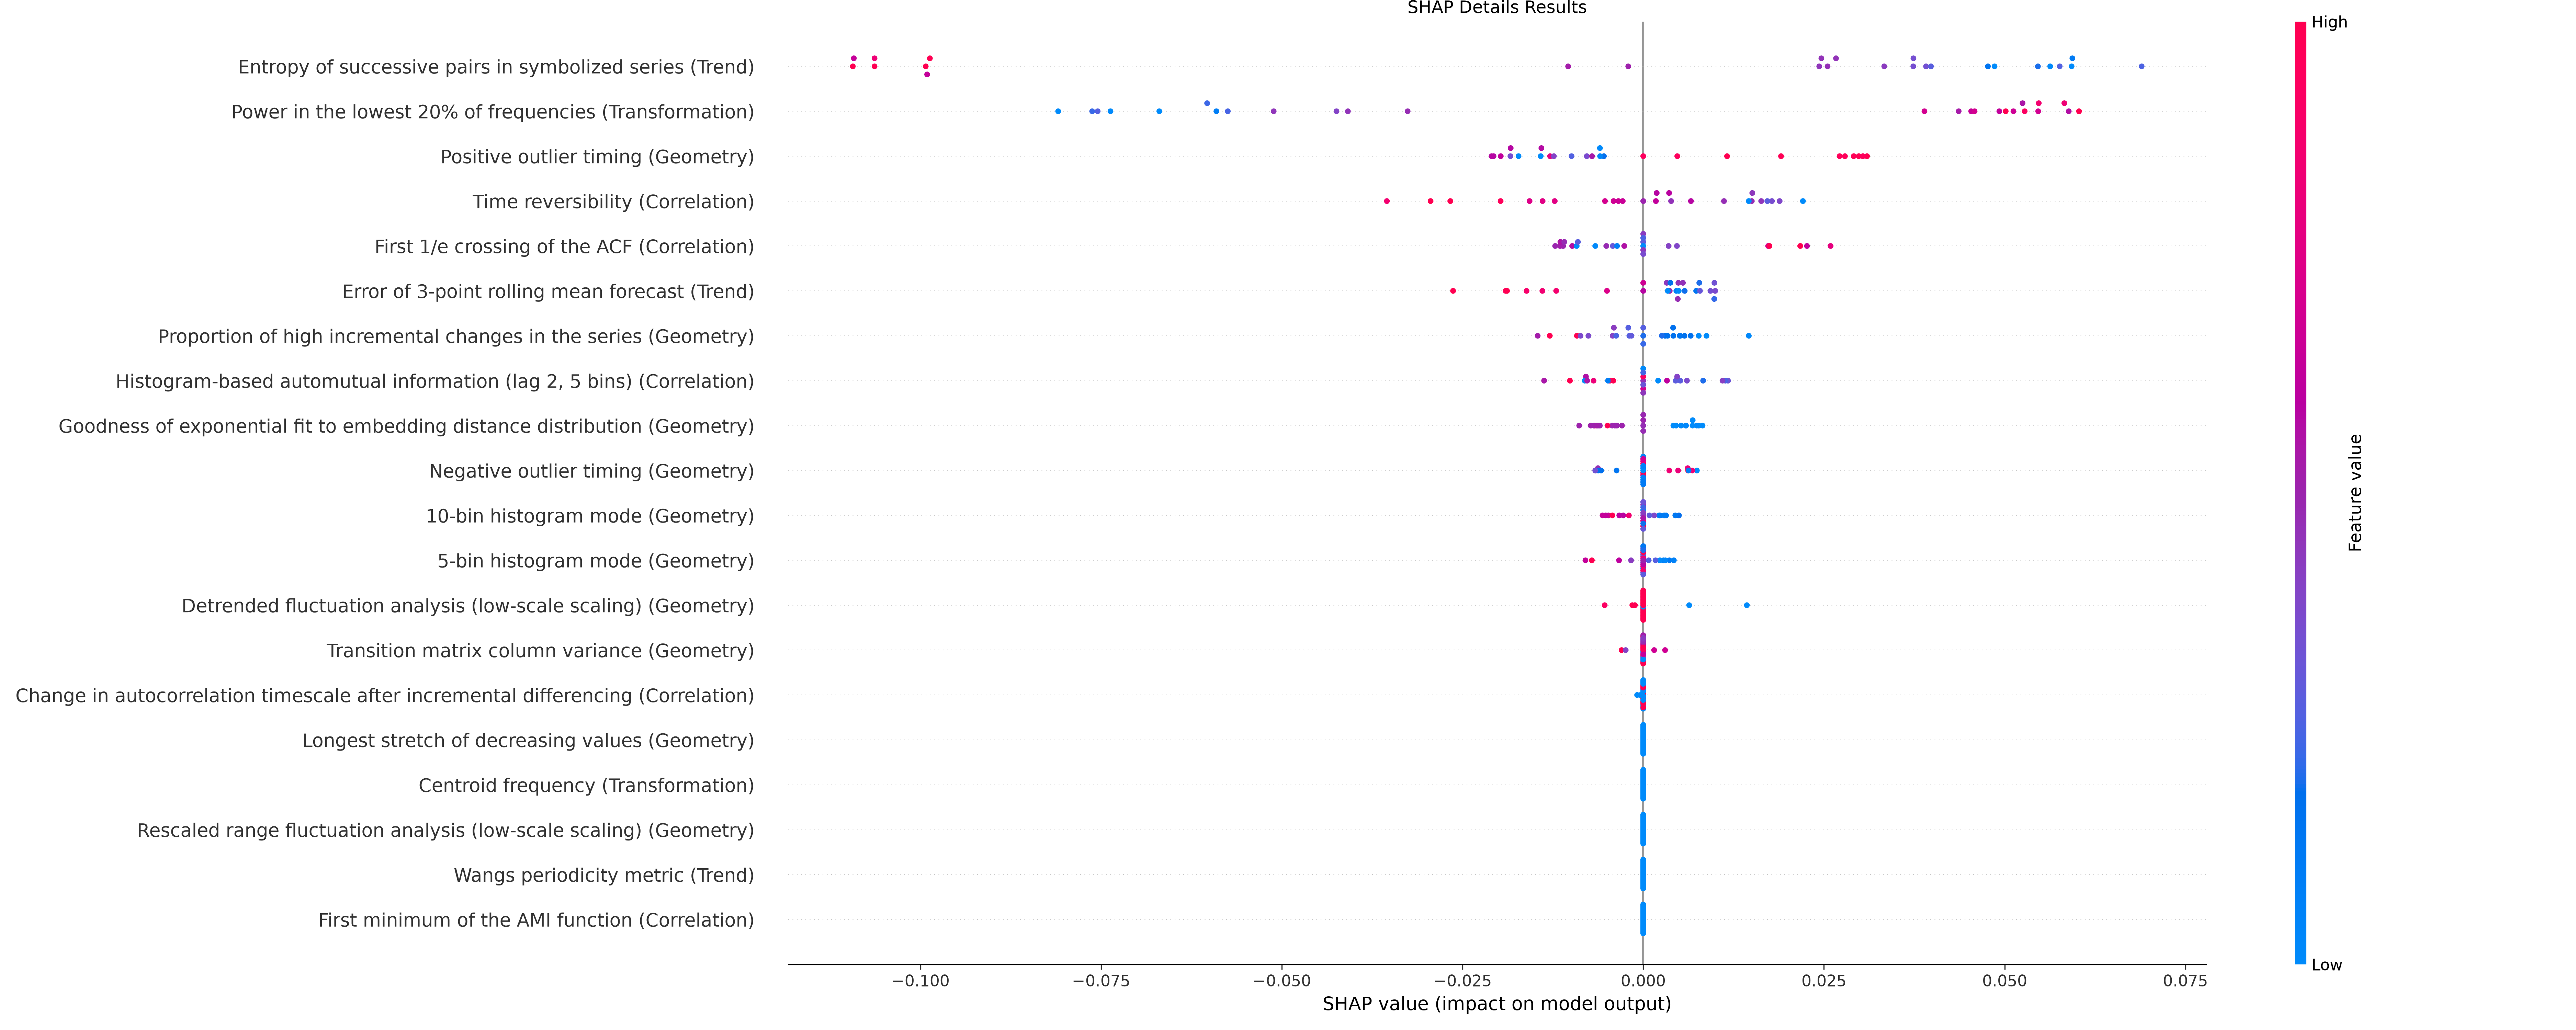 SHAP Details Results
High
Entropy of successive pairs in symbolized series (Trend)
Power in the lowest 20% of frequencies (Transformation)
Positive outlier timing (Geometry)
Time reversibility (Correlation)
First 1/e crossing of the ACF (Correlation)
Error of 3-point rolling mean forecast (Trend)
Proportion of high incremental changes in the series (Geometry)
Histogram-based automutual information (lag 2, 5 bins) (Correlation)
Goodness of exponential fit to embedding distance distribution (Geometry)
Negative outlier timing (Geometry)
10-bin histogram mode (Geometry)
5-bin histogram mode (Geometry)
Detrended fluctuation analysis (low-scale scaling) (Geometry)
Transition matrix column variance (Geometry)
Change in autocorrelation timescale after incremental differencing (Correlation)
Longest stretch of decreasing values (Geometry)
Centroid frequency (Transformation)
Rescaled range fluctuation analysis (low-scale scaling) (Geometry)
Wangs periodicity metric (Trend)
First minimum of the AMI function (Correlation)
Feature value
Low
−0.100 −0.075 −0.050 −0.025 0.000 0.025 0.050 0.075
SHAP value (impact on model output)